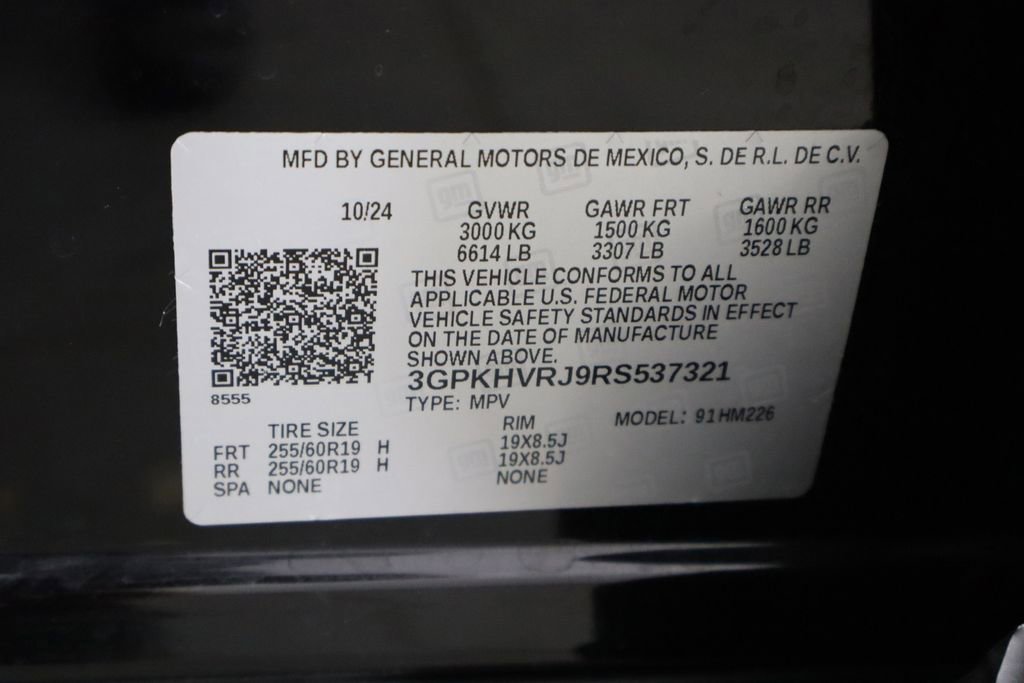 MFD BY GENERAL MOTORS DE MEXICO, S. DE R.L. DE C.V.
10/24 GVWR GAWR FRT GAWR RR
3000 KG 1500 KG 1600 KG
6614 LB 3307 LB 3528 LB
THIS VEHICLE CONFORMS TO ALL
APPLICABLE U.S. FEDERAL MOTOR
VEHICLE SAFETY STANDARDS IN EFFECT
ON THE DATE OF MANUFACTURE
SHOWN ABOVE.
3GPKHVRJ9RS537321
8555
TYPE: MPV MODEL: 91HM226
TIRE SIZE RIM
FRT 255/60R19 H 19X8.5J
RR 255/60R19 H 19X8.5J
SPA NONE NONE